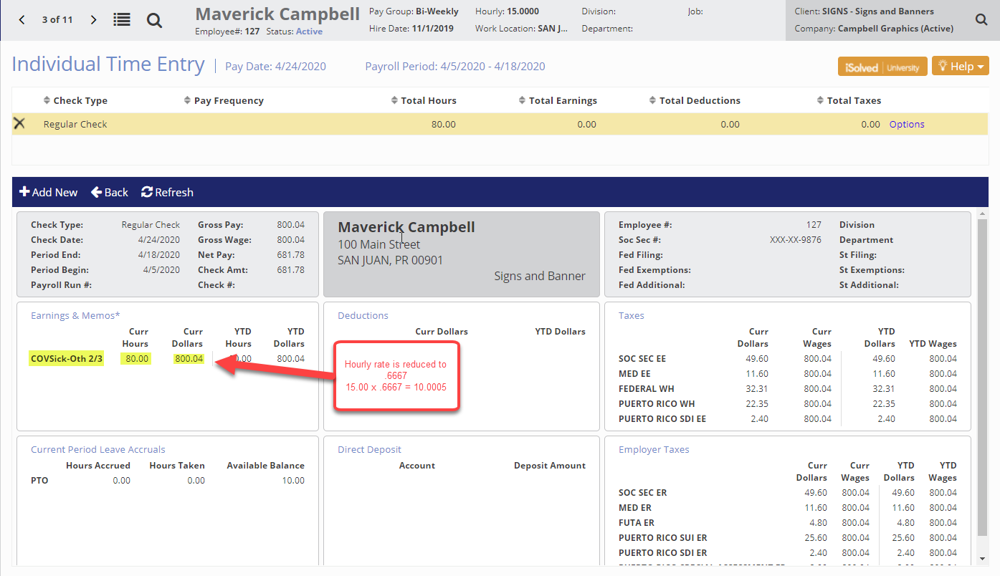 3 of 11
Maverick Campbell
Employee#: 127 Status: Active
Pay Group: Bi-Weekly
Hire Date: 11/1/2019
Hourly: 15.0000
Work Location: SAN J...
Division:
Department:
Job:
Client: SIGNS - Signs and Banners
Company: Campbell Graphics (Active)
Individual Time Entry
Pay Date: 4/24/2020
Payroll Period: 4/5/2020 - 4/18/2020
iSolved University
Help
Check Type Pay Frequency Total Hours Total Earnings Total Deductions Total Taxes
Regular Check 80.00 0.00 0.00 0.00 Options
Add New Back Refresh
Check Type: Regular Check Gross Pay: 800.04
Check Date: 4/24/2020 Gross Wage: 800.04
Period End: 4/18/2020 Net Pay: 681.78
Period Begin: 4/5/2020 Check Amt: 681.78
Payroll Run #: Check #:
Maverick Campbell
100 Main Street
SAN JUAN, PR 00901
Signs and Banner
Employee #: 127 Division
Soc Sec #: XXX-XX-9876 Department
Fed Filing: St Filing:
Fed Exemptions: St Exemptions:
Fed Additional: St Additional:
Earnings & Memos*
Curr Curr YTD YTD
Hours Dollars Hours Dollars
COVSick-Oth 2/3 80.00 800.04 0.00 800.04
Deductions
Curr Dollars YTD Dollars
Hourly rate is reduced to
.6667
15.00 x .6667 = 10.0005
Taxes
Curr Curr YTD
Dollars Wages Dollars YTD Wages
SOC SEC EE 49.60 800.04 49.60 800.04
MED EE 11.60 800.04 11.60 800.04
FEDERAL WH 32.31 800.04 32.31 800.04
PUERTO RICO WH 22.35 800.04 22.35 800.04
PUERTO RICO SDI EE 2.40 800.04 2.40 800.04
Current Period Leave Accruals
Hours Accrued Hours Taken Available Balance
PTO 0.00 0.00 10.00
Direct Deposit
Account Deposit Amount
Employer Taxes
Curr Curr YTD YTD
Dollars Wages Dollars Wages
SOC SEC ER 49.60 800.04 49.60 800.04
MED ER 11.60 800.04 11.60 800.04
FUTA ER 4.80 800.04 4.80 800.04
PUERTO RICO SUI ER 25.60 800.04 25.60 800.04
PUERTO RICO SDI ER 2.40 800.04 2.40 800.04